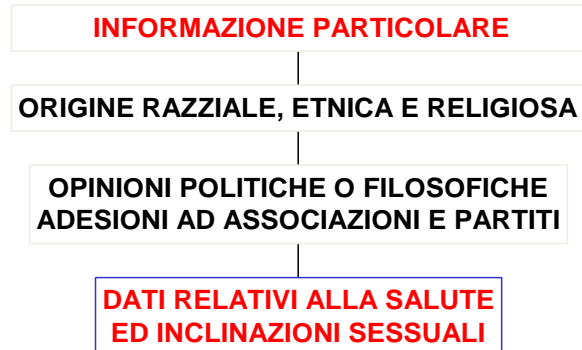 INFORMAZIONE PARTICOLARE
ORIGINE RAZZIALE, ETNICA E RELIGIOSA
OPINIONI POLITICHE O FILOSOFICHE
ADESIONI AD ASSOCIAZIONI E PARTITI
DATI RELATIVI ALLA SALUTE
ED INCLINAZIONI SESSUALI